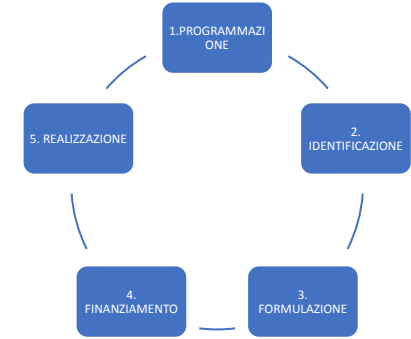 1.PROGRAMMAZI
ONE
2.
IDENTIFICAZIONE
3.
FORMULAZIONE
4.
FINANZIAMENTO
5. REALIZZAZIONE